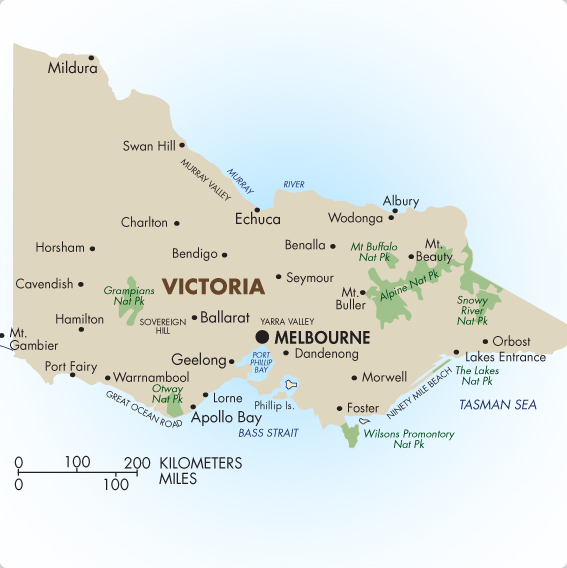 Mildura
Swan Hill
MURRAY VALLEY
MURRAY
RIVER
Echuca
Albury
Wodonga
Charlton
Horsham
Bendigo
Benalla
Mt Buffalo
Nat Pk
Mt.
Beauty
Cavendish
Grampians
Nat Pk
VICTORIA
Seymour
Mt.
Buller
Alpine Nat Pk
Snowy
River
Nat Pk
Hamilton
SOVEREIGN
HILL
Ballarat
YARRA VALLEY
MELBOURNE
Mt.
Gambier
Orbost
Lakes Entrance
Geelong
PORT
PHILLIP
BAY
Dandenong
Port Fairy
Warrnambool
Morwell
The Lakes
Nat Pk
Otway
Nat Pk
Lorne
Phillip Is.
Foster
NINETY MILE BEACH
TASMAN SEA
GREAT OCEAN ROAD
Apollo Bay
BASS STRAIT
Wilsons Promontory
Nat Pk
0 100 200 KILOMETERS
0 100 MILES